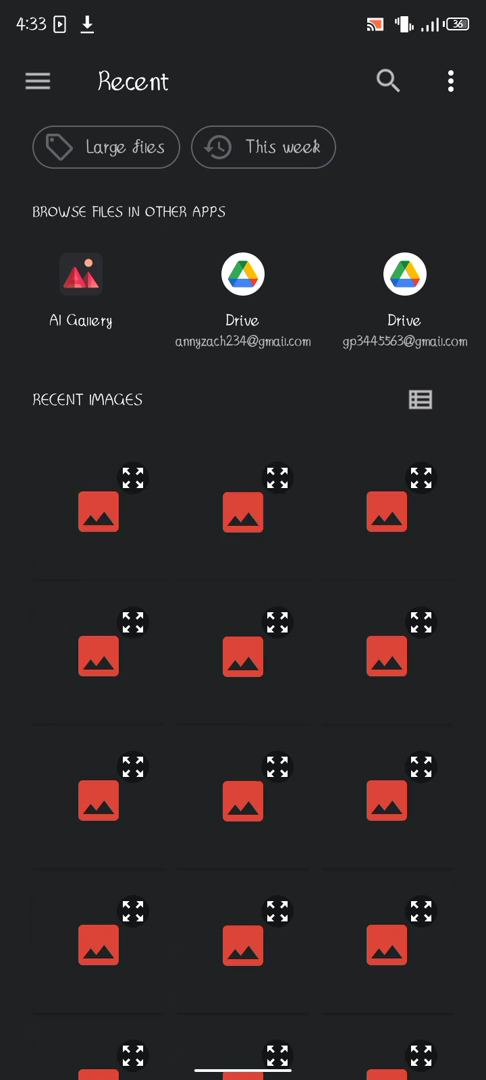 4:33
36
Recent
Large files
This week
BROWSE FILES IN OTHER APPS
AI Gallery
Drive
annyzach234@gmail.com
Drive
gp3445563@gmail.com
RECENT IMAGES